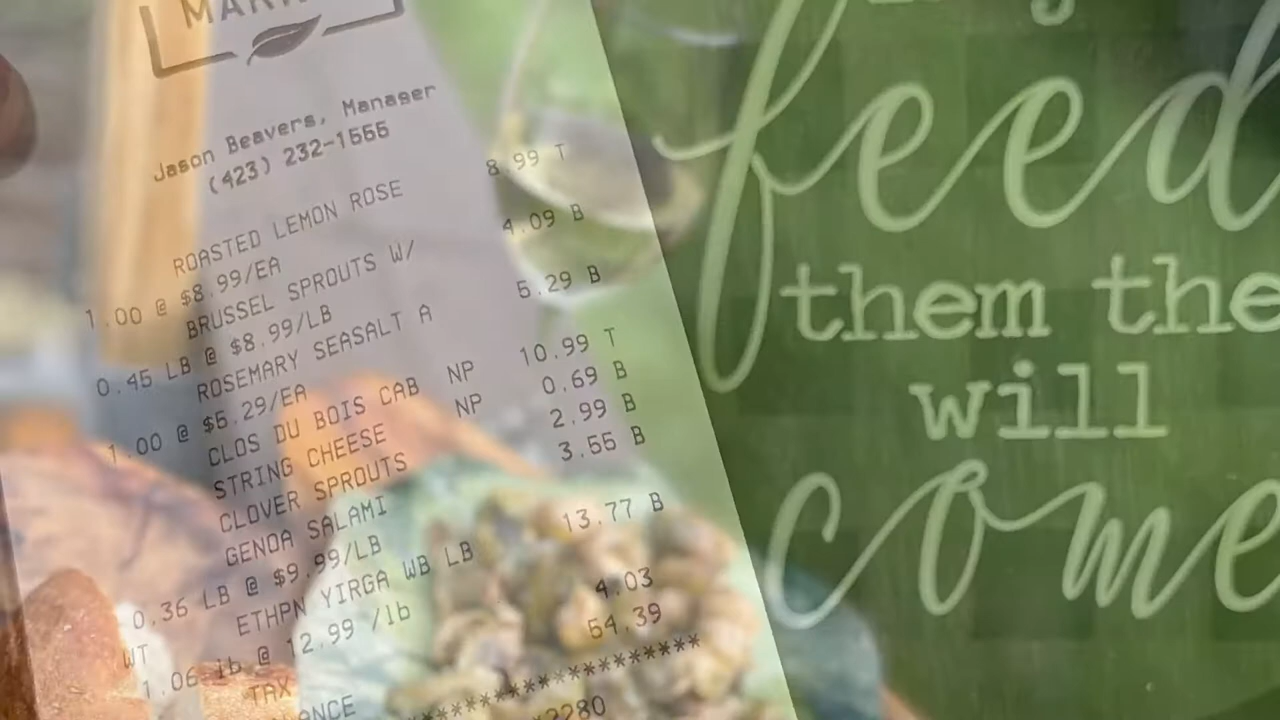 Jason Beavers, Manager
(423) 232-1555
ROASTED LEMON ROSE 8.99 T
1.00 @ $8.99/EA
BRUSSEL SPROUTS W/ 4.09 B
0.45 LB @ $8.99/LB
ROSEMARY SEASALT A 5.29 B
1.00 @ $5.29/EA
CLOS DU BOIS CAB NP 10.99 T
STRING CHEESE NP 0.69 B
CLOVER SPROUTS 2.99 B
GENOA SALAMI 3.55 B
0.36 LB @ $9.99/LB
ETHPN YIRGA WB LB 13.77 B
WT
1.06 lb @ 12.99 /lb
TAX 4.03
54.39
feed
them
will